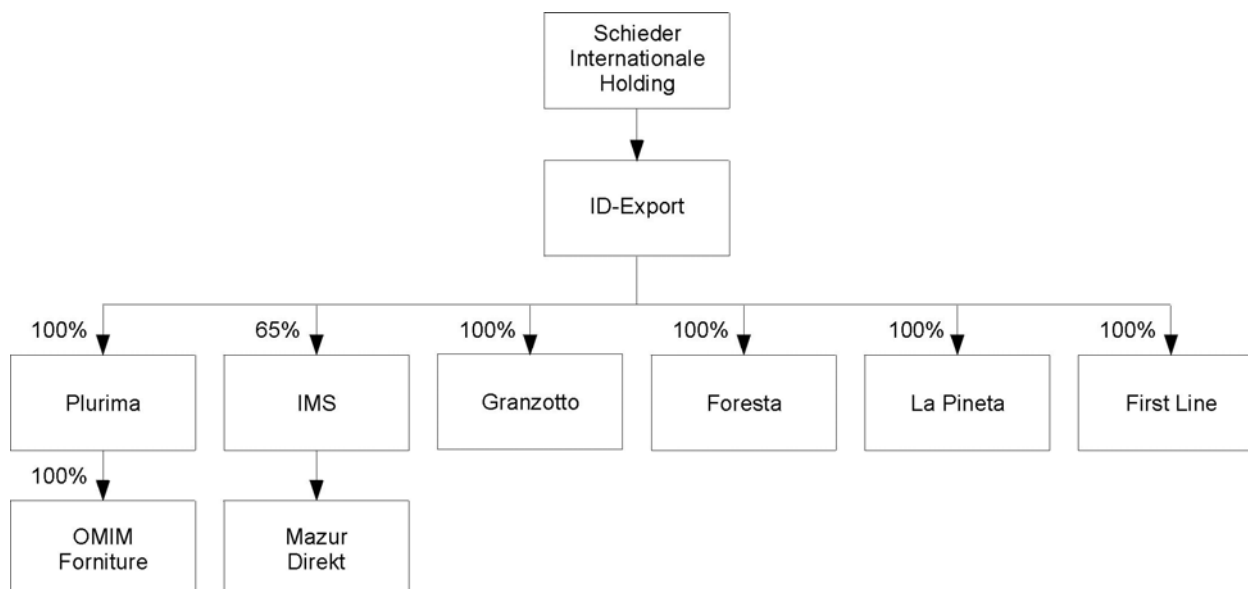 Schieder
Internationale
Holding
ID-Export
100%
65%
100%
100%
100%
100%
Plurima
IMS
Granzotto
Foresta
La Pineta
First Line
100%
OMIM
Forniture
Mazur
Direkt